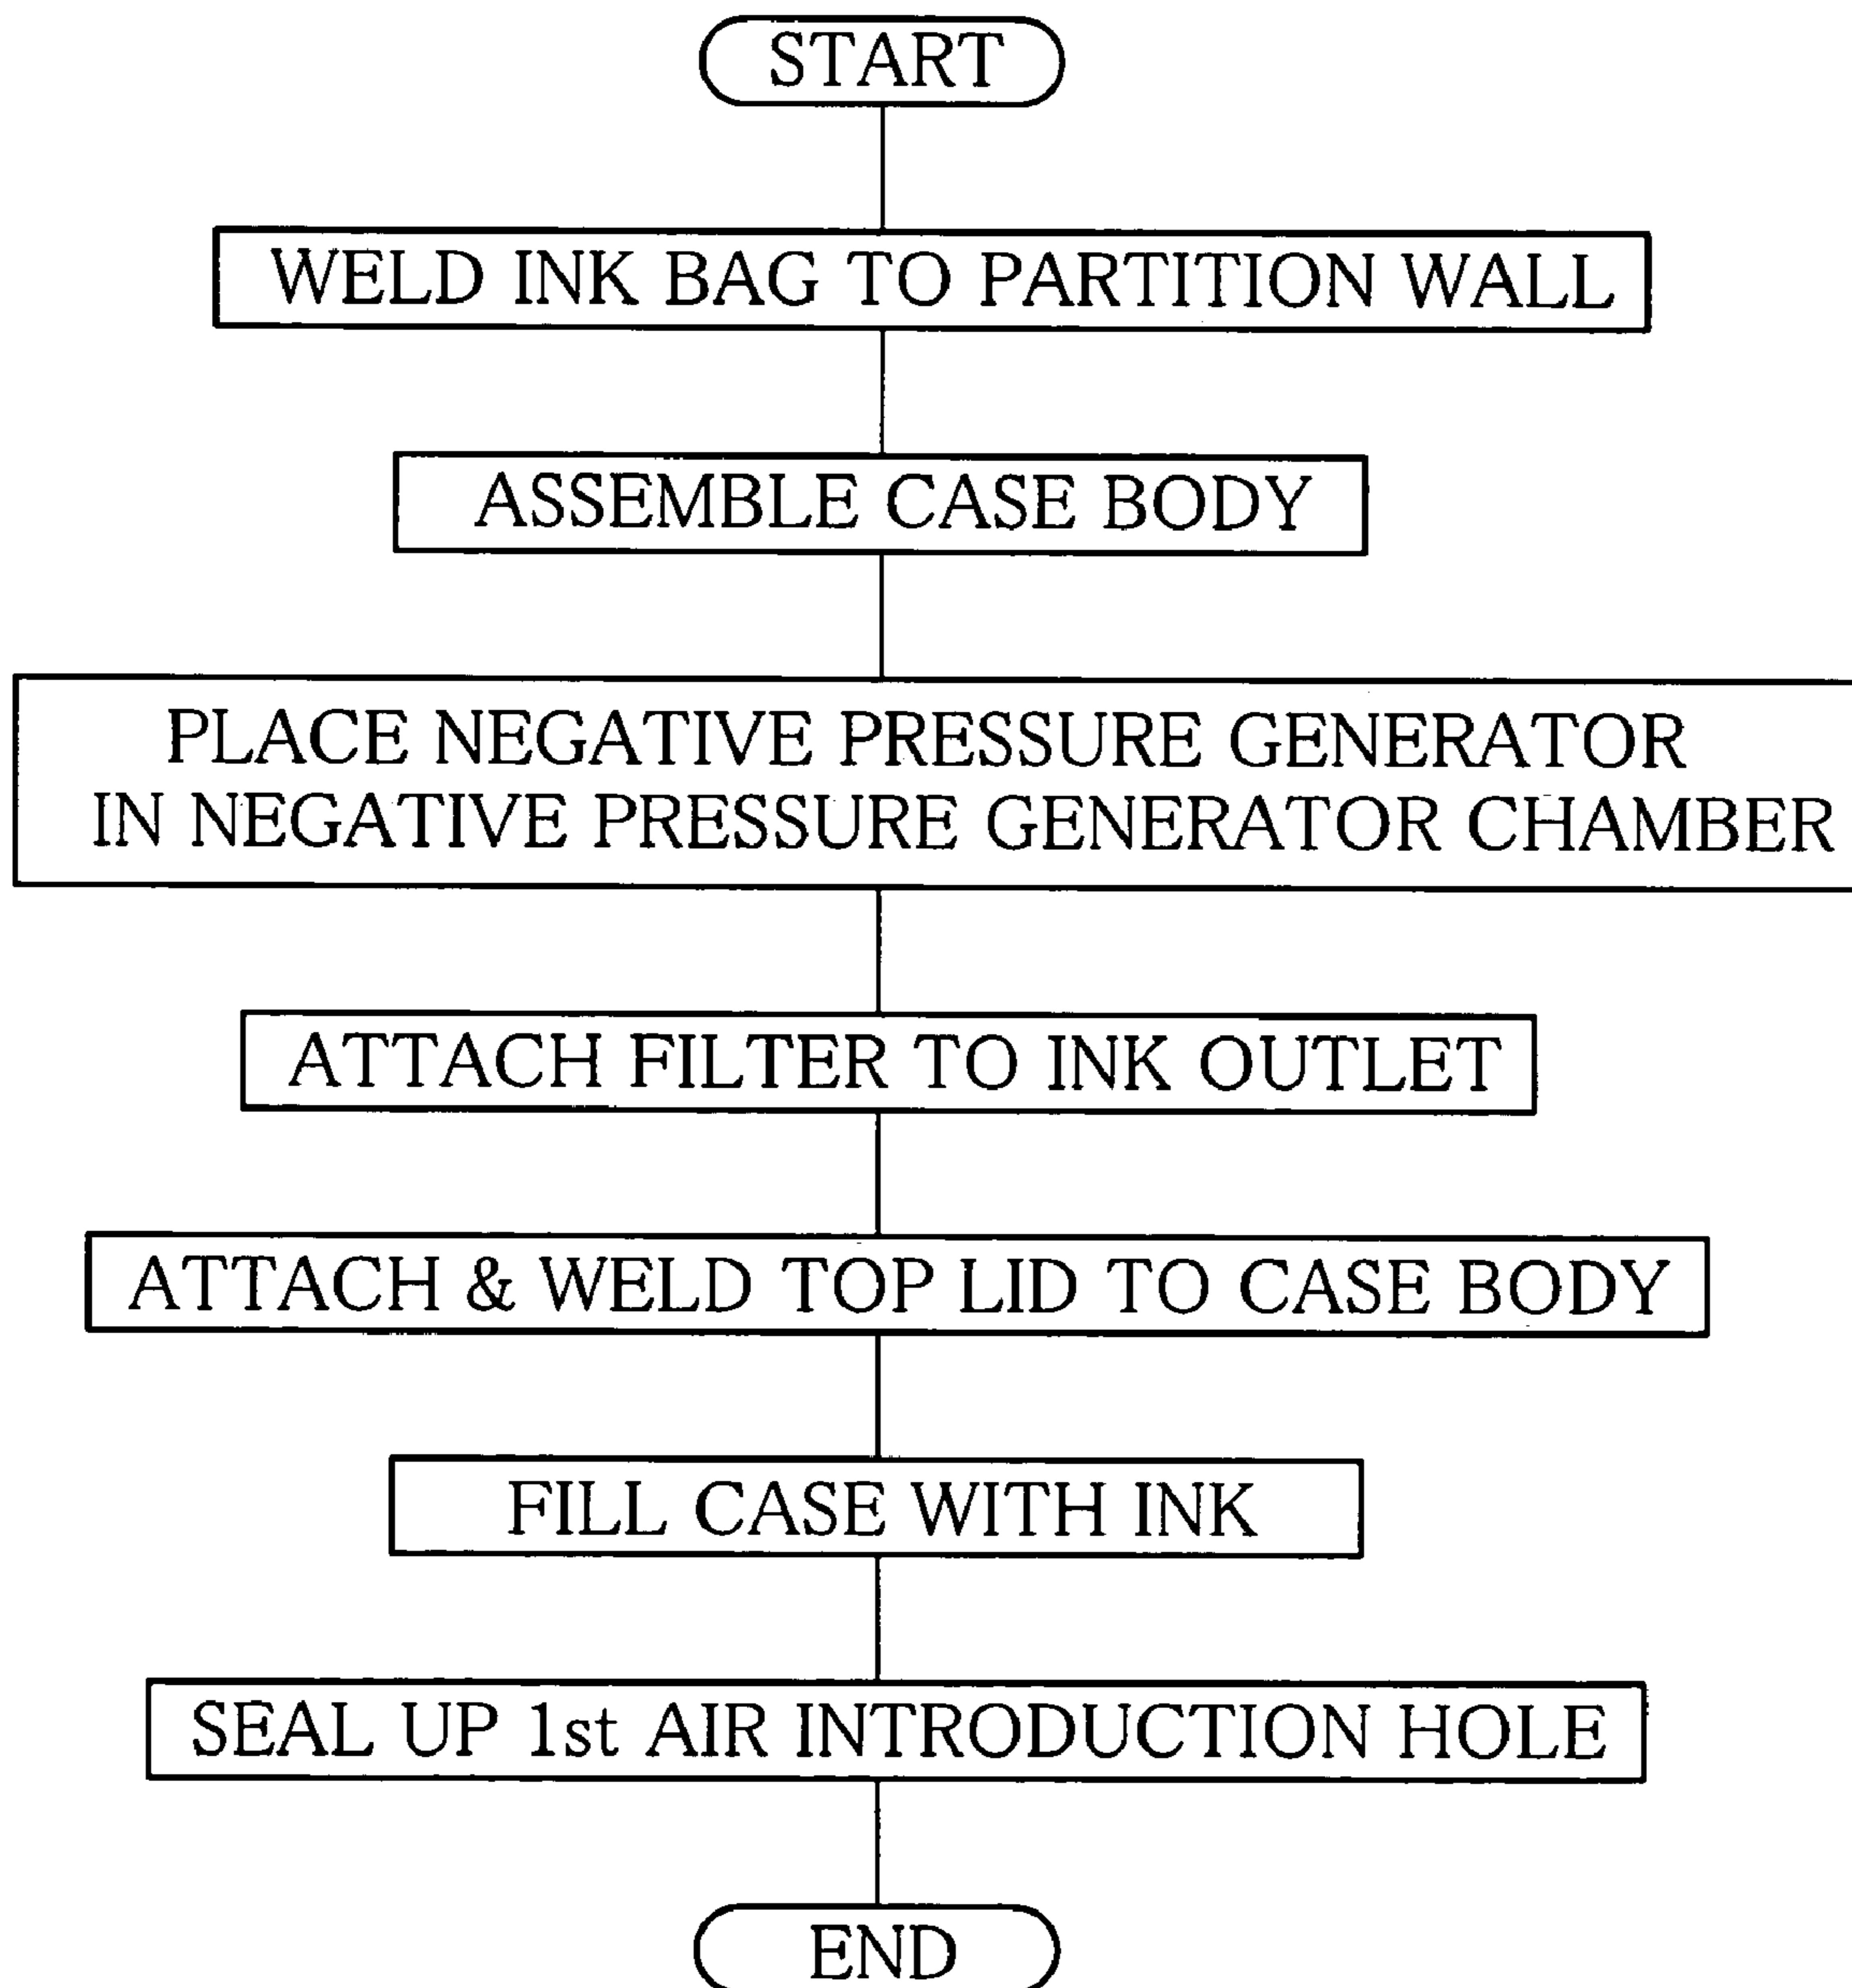 START
WELD INK BAG TO PARTITION WALL
ASSEMBLE CASE BODY
PLACE NEGATIVE PRESSURE GENERATOR
IN NEGATIVE PRESSURE GENERATOR CHAMBER
ATTACH FILTER TO INK OUTLET
ATTACH & WELD TOP LID TO CASE BODY
FILL CASE WITH INK
SEAL UP 1st AIR INTRODUCTION HOLE
END